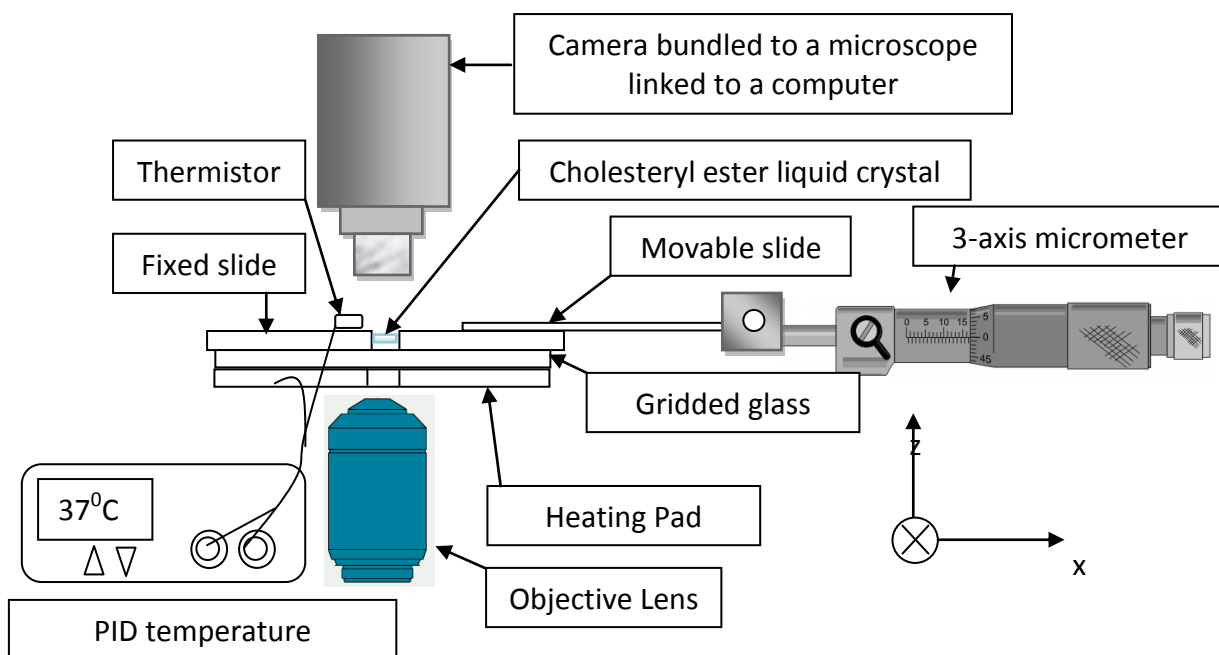 Camera bundled to a microscope
linked to a computer
Thermistor
Cholesteryl ester liquid crystal
Fixed slide
Movable slide
3-axis micrometer
0 5 10 15
5
0
45
Gridded glass
z
37⁰C
Heating Pad
x
Objective Lens
PID temperature